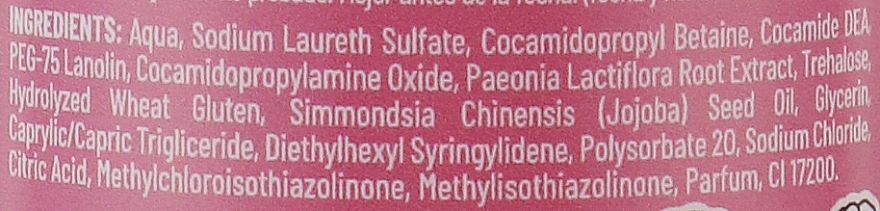 INGREDIENTS: Aqua, Sodium Laureth Sulfate, Cocamidopropyl Betaine, Cocamide DEA,
PEG-75 Lanolin, Cocamidopropylamine Oxide, Paeonia Lactiflora Root Extract, Trehalose,
Hydrolyzed Wheat Gluten, Simmondsia Chinensis (Jojoba) Seed Oil, Glycerin,
Caprylic/Capric Trigliceride, Diethylhexyl Syringylidene, Polysorbate 20, Sodium Chloride,
Citric Acid, Methylchloroisothiazolinone, Methylisothiazolinone, Parfum, CI 17200.